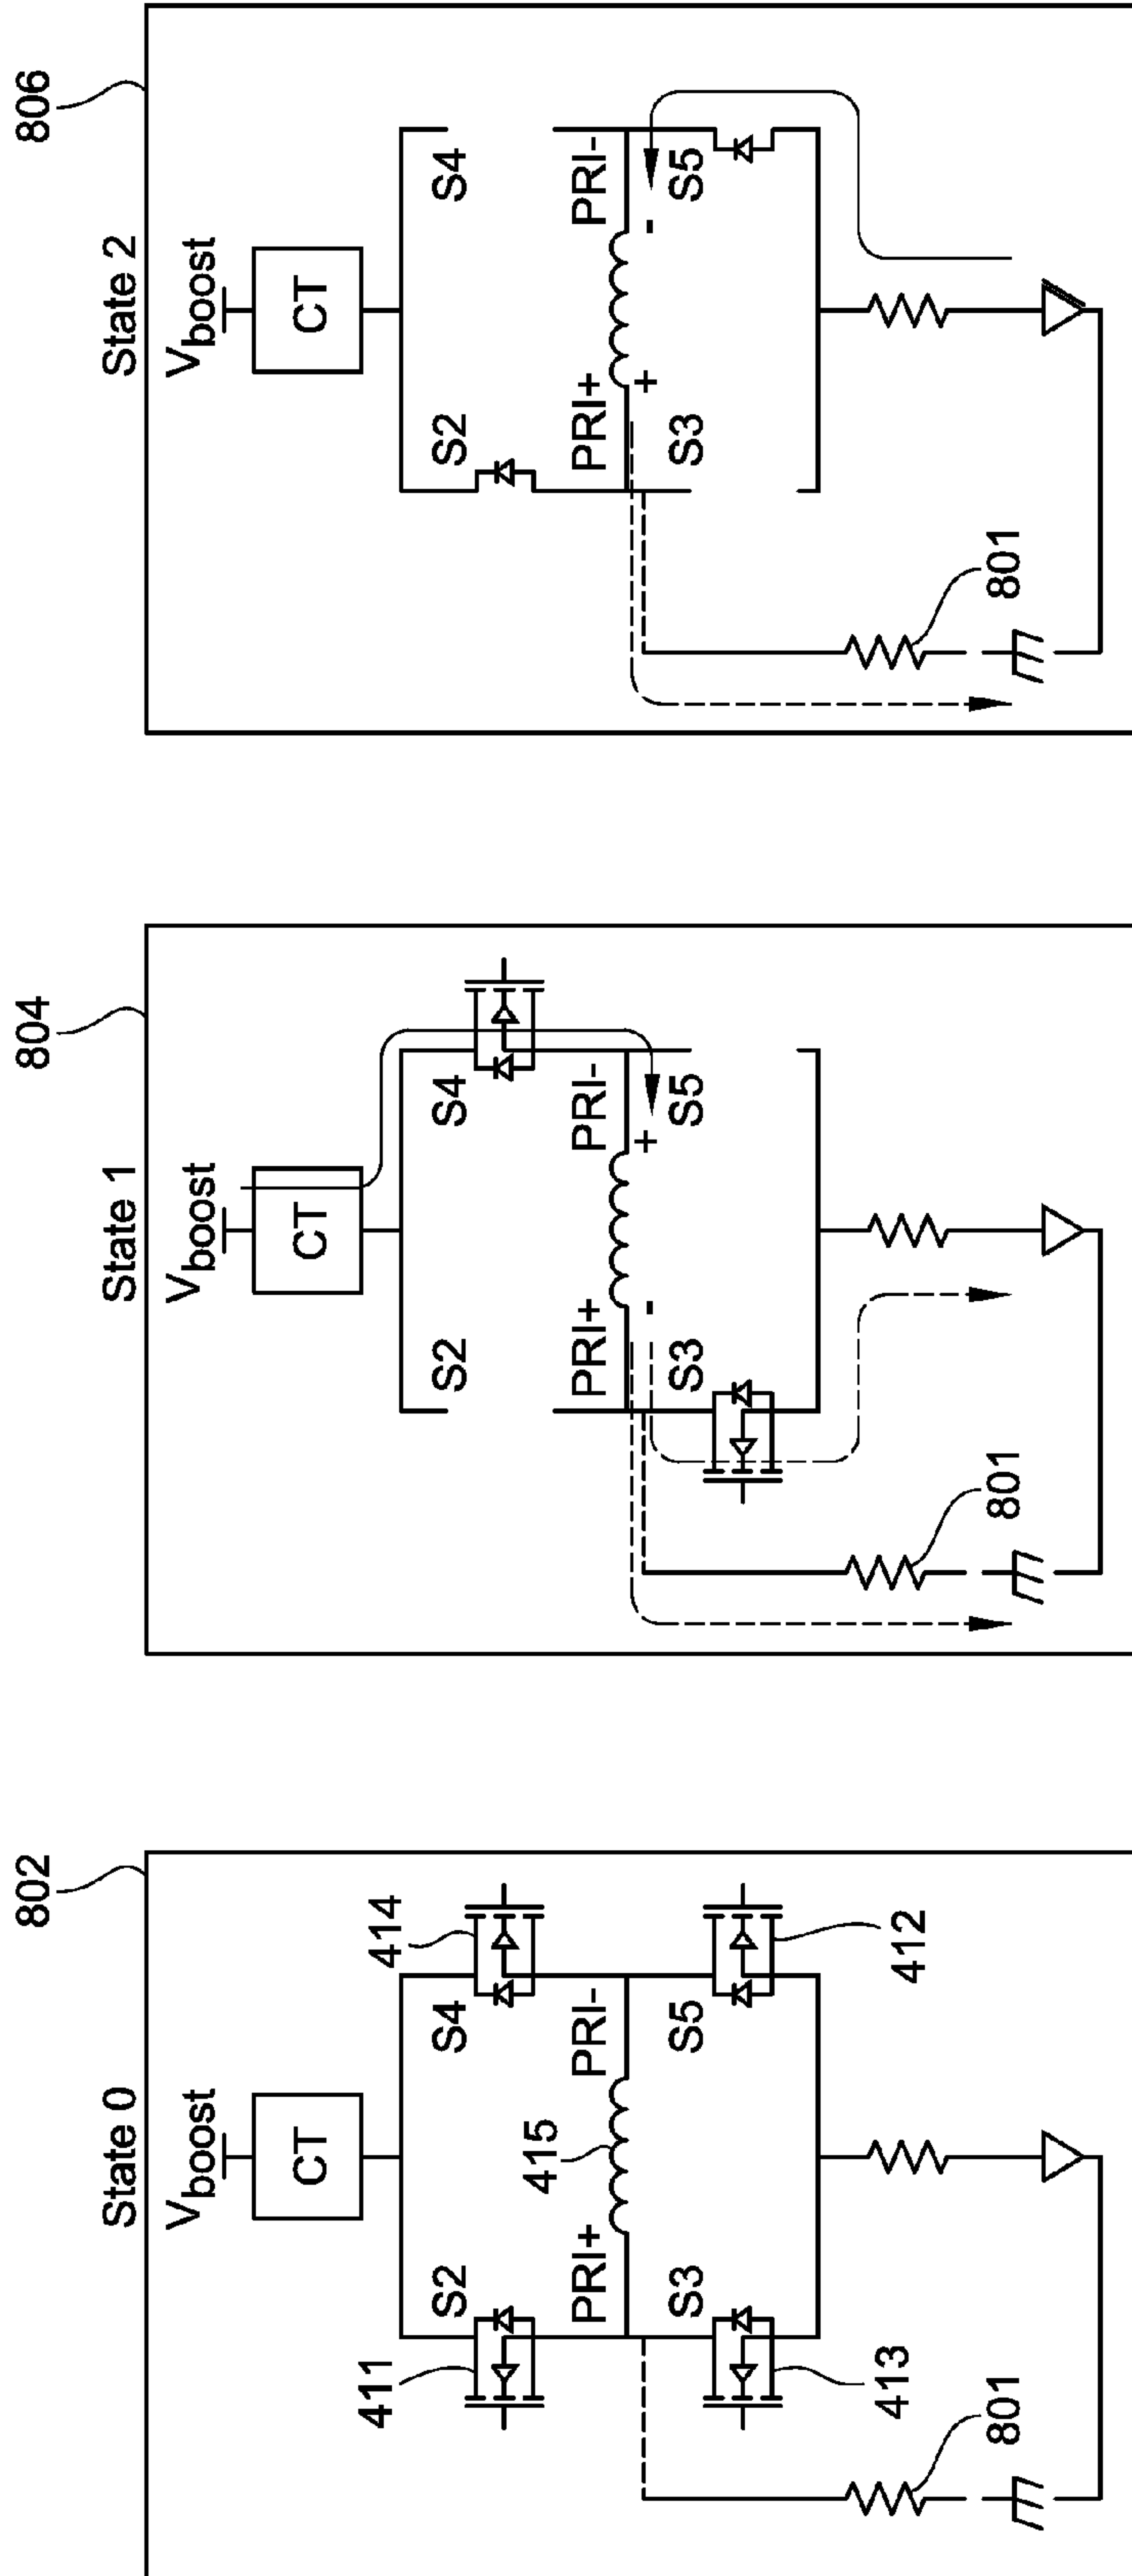 802
State 0
Vboost
CT
S2
S4
411
414
PRI+
PRI-
415
S3
S5
413
412
801
804
State 1
Vboost
CT
S2
S4
PRI+
PRI-
-
+
S3
S5
801
806
State 2
Vboost
CT
S2
S4
PRI+
PRI-
+
-
S3
S5
801